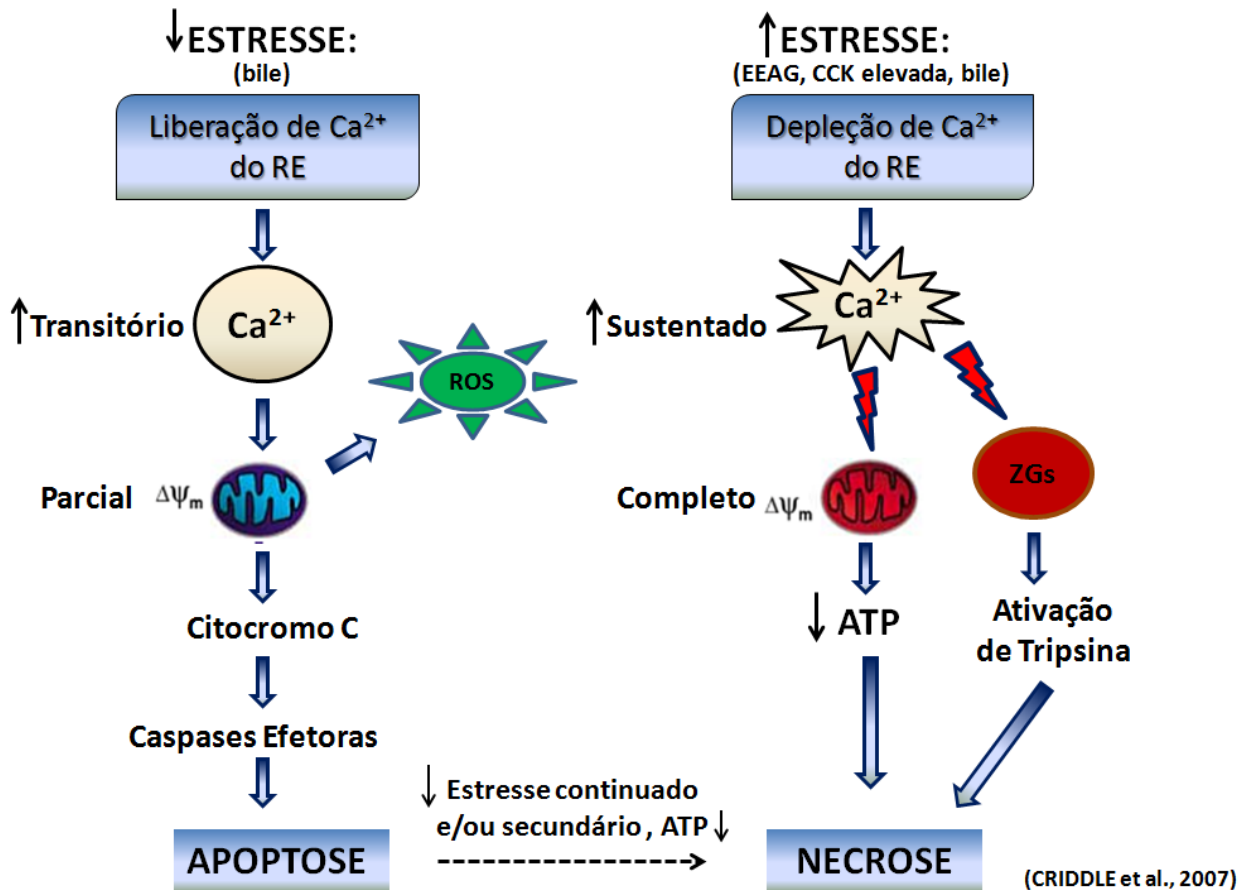 ↓ESTRESSE:
(bile)
Liberação de Ca²⁺
do RE
↑Transitório
Ca²⁺
ROS
Parcial
ΔΨm
Citocromo C
Caspases Efetoras
APOPTOSE
↓ Estresse continuado
e/ou secundário , ATP↓
↑ESTRESSE:
(EEAG, CCK elevada, bile)
Depleção de Ca²⁺
do RE
↑Sustentado
Ca²⁺
Completo
ΔΨm
ZGs
↓ ATP
Ativação
de Tripsina
NECROSE
(CRIDDLE et al., 2007)